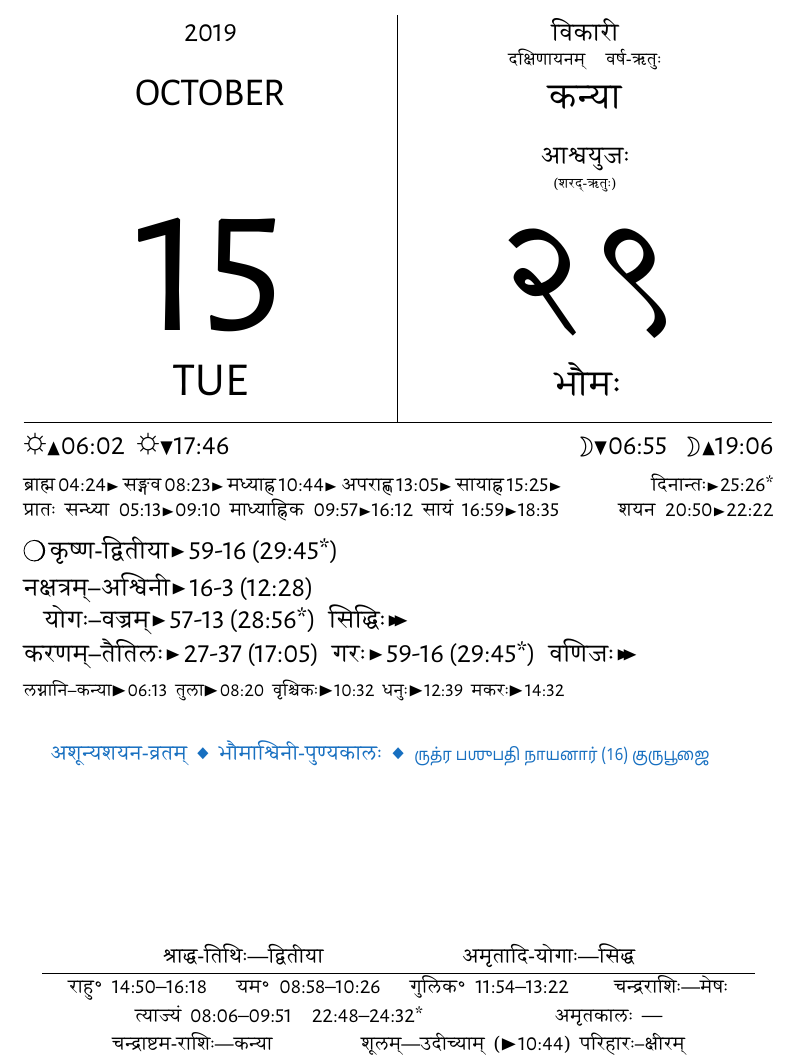 2019
OCTOBER
15
TUE
विकारी
दक्षिणायनम् वर्ष-ऋतुः
कन्या
आश्वयुजः
(शरद्-ऋतुः)
२९
भौमः
☼▲06:02 ☼▼17:46 ☽▼06:55 ☽▲19:06
ब्राह्म 04:24► सङ्गव 08:23► मध्याह्न 10:44► अपराह्ण 13:05► सायाह्न 15:25► दिनान्तः►25:26*
प्रातः सन्ध्या 05:13►09:10 माध्याह्निक 09:57►16:12 सायं 16:59►18:35 शयन 20:50►22:22
❍कृष्ण-द्वितीया►59-16 (29:45*)
नक्षत्रम्–अश्विनी►16-3 (12:28)
योगः–वज्रम्►57-13 (28:56*) सिद्धिः►►
करणम्–तैतिलः►27-37 (17:05) गरः►59-16 (29:45*) वणिजः►►
लग्नानि–कन्या►06:13 तुला►08:20 वृश्चिकः►10:32 धनुः►12:39 मकरः►14:32
अशून्यशयन-व्रतम् ◆ भौमाश्विनी-पुण्यकालः ◆ ருத்ர பஶுபதி நாயனார் (16) குருபூஜை
श्राद्ध-तिथिः—द्वितीया अमृतादि-योगाः—सिद्ध
राहु॰ 14:50–16:18 यम॰ 08:58–10:26 गुलिक॰ 11:54–13:22 चन्द्रराशिः—मेषः
त्याज्यं 08:06–09:51 22:48–24:32* अमृतकालः —
चन्द्राष्टम-राशिः—कन्या शूलम्—उदीच्याम् (►10:44) परिहारः–क्षीरम्